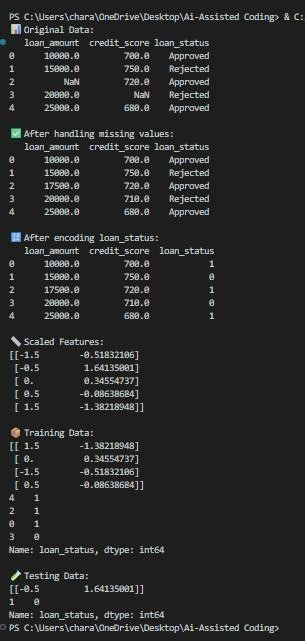 PS C:\Users\chara\OneDrive\Desktop\Ai-Assisted Coding> & C:
📊 Original Data:
   loan_amount  credit_score loan_status
0      10000.0         700.0    Approved
1      15000.0         750.0    Rejected
2          NaN         720.0    Approved
3      20000.0           NaN    Rejected
4      25000.0         680.0    Approved
✅ After handling missing values:
   loan_amount  credit_score loan_status
0      10000.0         700.0    Approved
1      15000.0         750.0    Rejected
2      17500.0         720.0    Approved
3      20000.0         710.0    Rejected
4      25000.0         680.0    Approved
🔢 After encoding loan_status:
   loan_amount  credit_score  loan_status
0      10000.0         700.0            1
1      15000.0         750.0            0
2      17500.0         720.0            1
3      20000.0         710.0            0
4      25000.0         680.0            1
📏 Scaled Features:
[[-1.5        -0.51832106]
 [-0.5         1.64135001]
 [ 0.          0.34554737]
 [ 0.5        -0.08638684]
 [ 1.5        -1.38218948]]
📦 Training Data:
[[ 1.5        -1.38218948]
 [ 0.          0.34554737]
 [-1.5        -0.51832106]
 [ 0.5        -0.08638684]]
4    1
2    1
0    1
3    0
Name: loan_status, dtype: int64
🧪 Testing Data:
[[-0.5         1.64135001]]
1    0
Name: loan_status, dtype: int64
PS C:\Users\chara\OneDrive\Desktop\Ai-Assisted Coding>